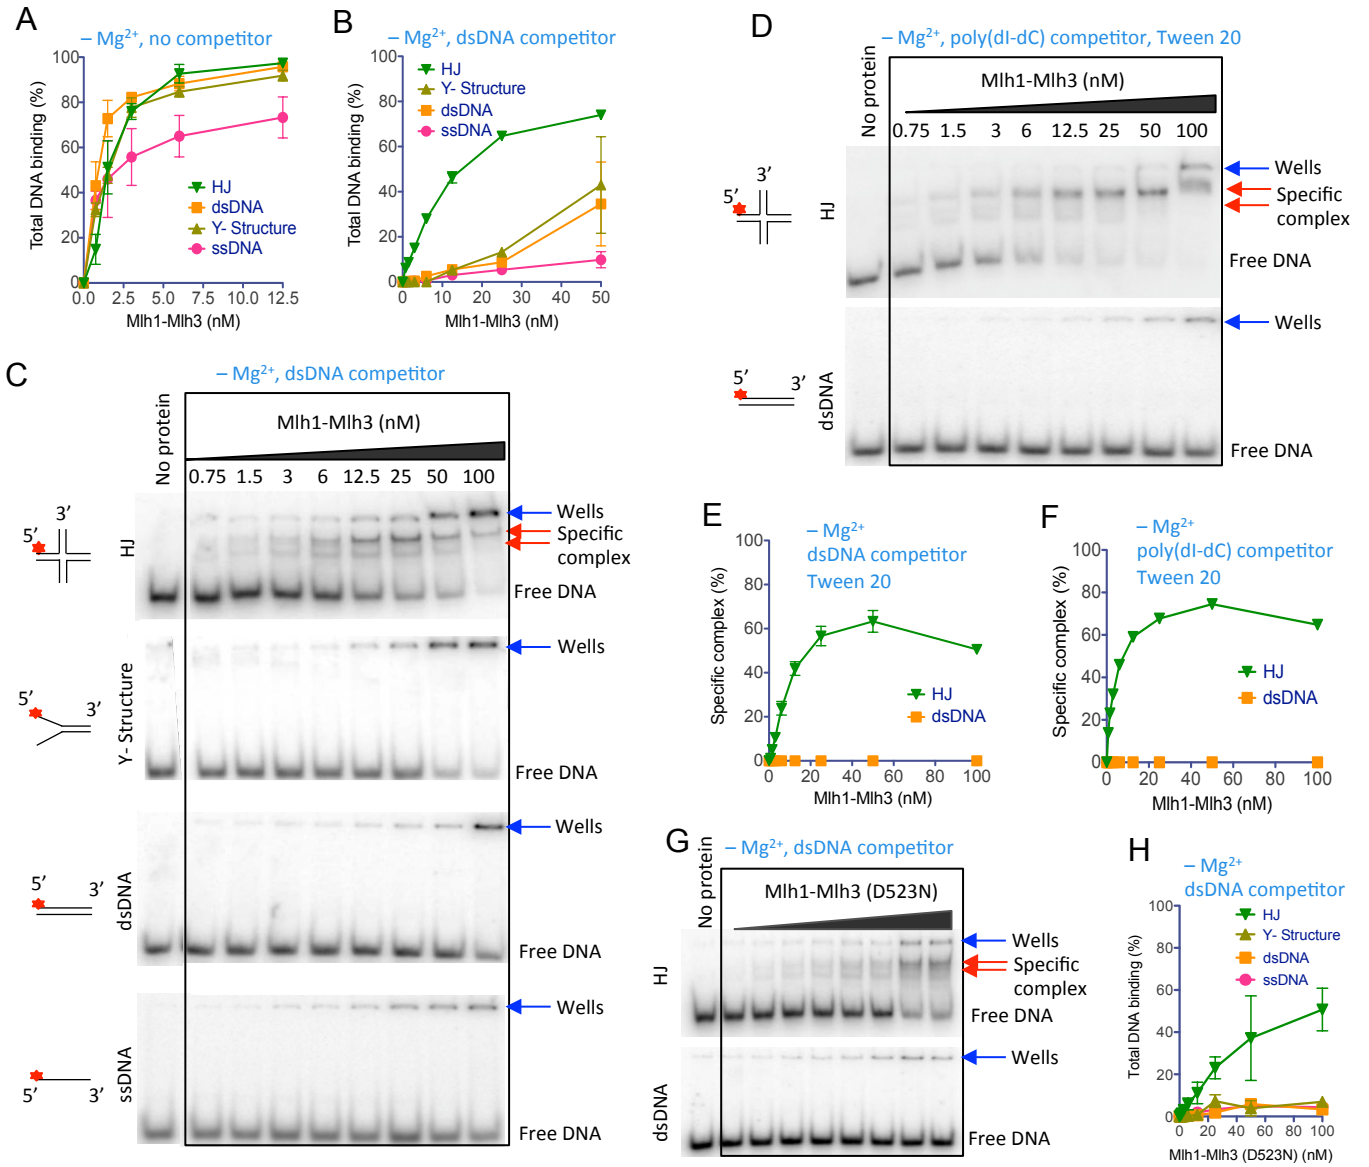 A
– Mg²⁺, no competitor
Total DNA binding (%)
100
80
60
40
20
0
0.0 2.5 5.0 7.5 10.0 12.5
Mlh1-Mlh3 (nM)
HJ
dsDNA
Y- Structure
ssDNA
B
– Mg²⁺, dsDNA competitor
Total DNA binding (%)
100
80
60
40
20
0
0 10 20 30 40 50
Mlh1-Mlh3 (nM)
HJ
Y- Structure
dsDNA
ssDNA
C
– Mg²⁺, dsDNA competitor
No protein
Mlh1-Mlh3 (nM)
0.75 1.5 3 6 12.5 25 50 100
5’ 3’
HJ
Wells
Specific
complex
Free DNA
5’ 3’
Y- Structure
Wells
Free DNA
5’ 3’
dsDNA
Wells
Free DNA
5’ 3’
ssDNA
Wells
Free DNA
D
– Mg²⁺, poly(dI-dC) competitor, Tween 20
No protein
Mlh1-Mlh3 (nM)
0.75 1.5 3 6 12.5 25 50 100
5’ 3’
HJ
Wells
Specific
complex
Free DNA
5’ 3’
dsDNA
Wells
Free DNA
E
– Mg²⁺
dsDNA competitor
Tween 20
Specific complex (%)
100
80
60
40
20
0
0 20 40 60 80 100
Mlh1-Mlh3 (nM)
HJ
dsDNA
F
– Mg²⁺
poly(dI-dC) competitor
Tween 20
Specific complex (%)
100
80
60
40
20
0
0 20 40 60 80 100
Mlh1-Mlh3 (nM)
HJ
dsDNA
G
– Mg²⁺, dsDNA competitor
No protein
Mlh1-Mlh3 (D523N)
HJ
Wells
Specific
complex
Free DNA
dsDNA
Wells
Free DNA
H
– Mg²⁺
dsDNA competitor
Total DNA binding (%)
100
80
60
40
20
0
0 20 40 60 80 100
Mlh1-Mlh3 (D523N) (nM)
HJ
Y- Structure
dsDNA
ssDNA